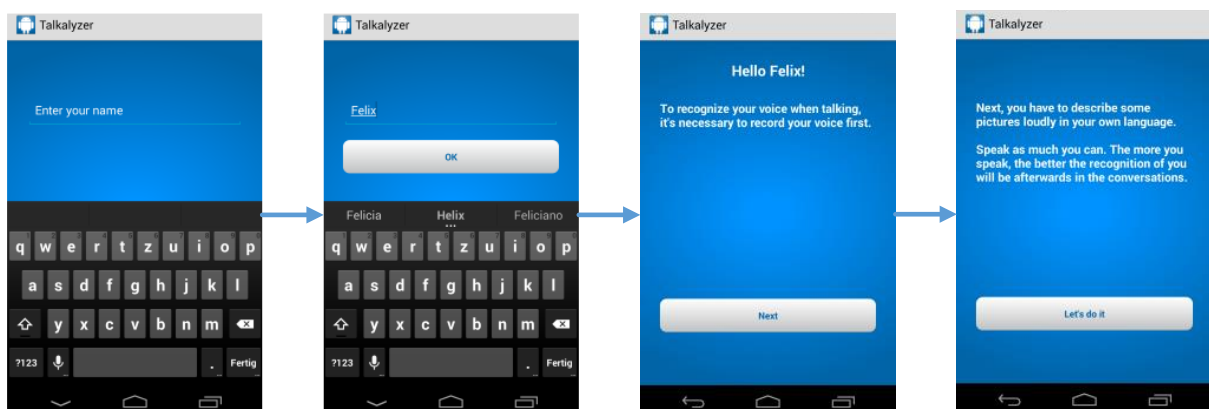 Talkalyzer
Enter your name
q w e r t z u i o p
a s d f g h j k l
y x c v b n m
?123 . Fertig
Talkalyzer
Felix
OK
Felicia Helix Feliciano
q w e r t z u i o p
a s d f g h j k l
y x c v b n m
?123 . Fertig
Talkalyzer
Hello Felix!
To recognize your voice when talking,
it's necessary to record your voice first.
Next
Talkalyzer
Next, you have to describe some
pictures loudly in your own language.
Speak as much you can. The more you
speak, the better the recognition of you
will be afterwards in the conversations.
Let's do it